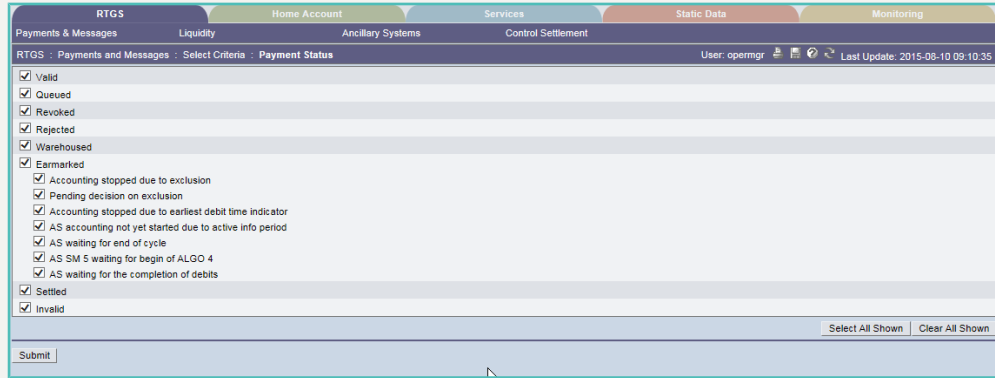 RTGS Home Account Services Static Data Monitoring
Payments & Messages Liquidity Ancillary Systems Control Settlement
RTGS : Payments and Messages : Select Criteria : Payment Status User: opermgr Last Update: 2015-08-10 09:10:35
Valid
Queued
Revoked
Rejected
Warehoused
Earmarked
Accounting stopped due to exclusion
Pending decision on exclusion
Accounting stopped due to earliest debit time indicator
AS accounting not yet started due to active info period
AS waiting for end of cycle
AS SM 5 waiting for begin of ALGO 4
AS waiting for the completion of debits
Settled
Invalid
Select All Shown Clear All Shown
Submit